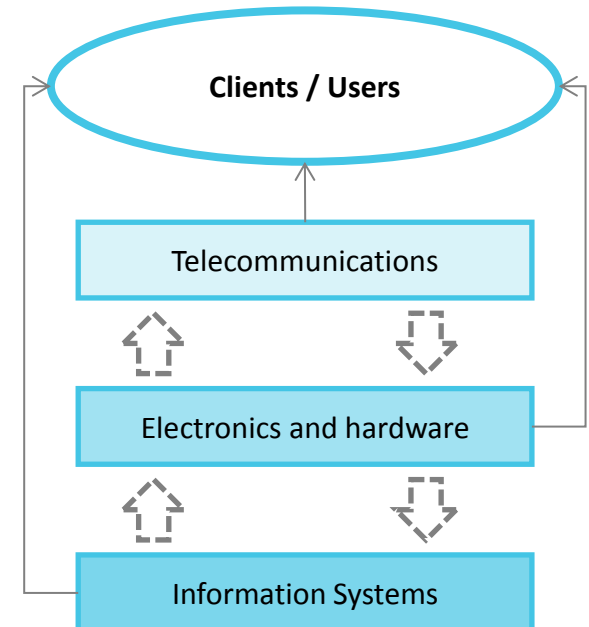 Clients / Users
Telecommunications
Electronics and hardware
Information Systems